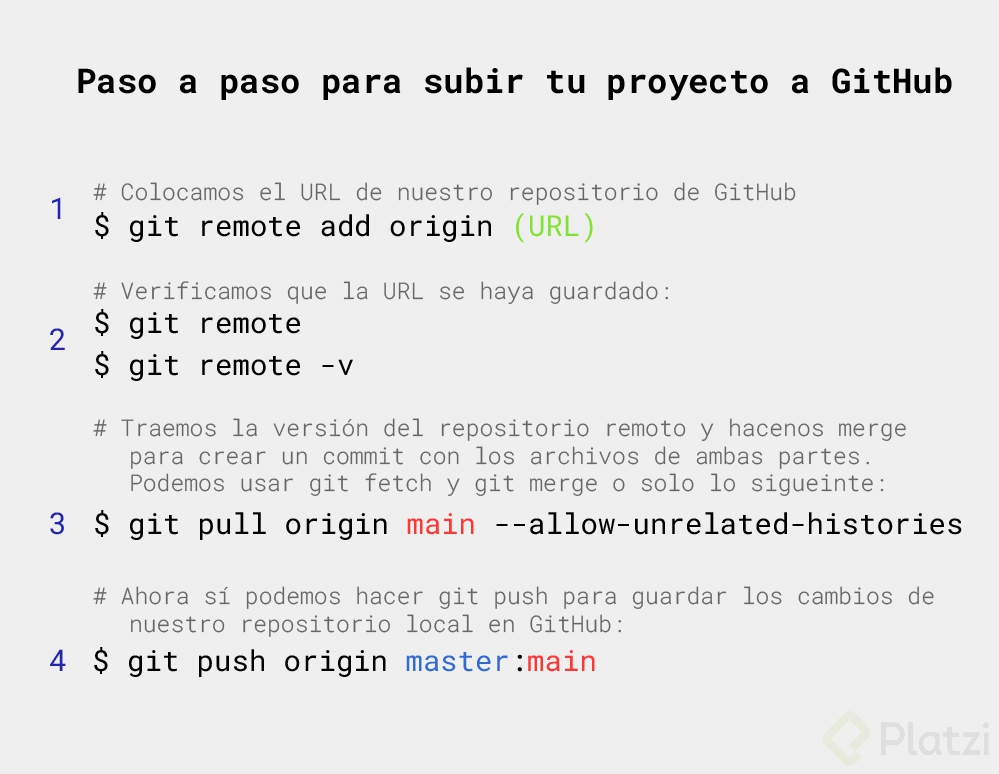 Paso a paso para subir tu proyecto a GitHub
# Colocamos el URL de nuestro repositorio de GitHub
1 $ git remote add origin (URL)
# Verificamos que la URL se haya guardado:
$ git remote
2
$ git remote -v
# Traemos la versión del repositorio remoto y hacenos merge
para crear un commit con los archivos de ambas partes.
Podemos usar git fetch y git merge o solo lo sigueinte:
3 $ git pull origin main --allow-unrelated-histories
# Ahora sí podemos hacer git push para guardar los cambios de
nuestro repositorio local en GitHub:
4 $ git push origin master:main
Platzi